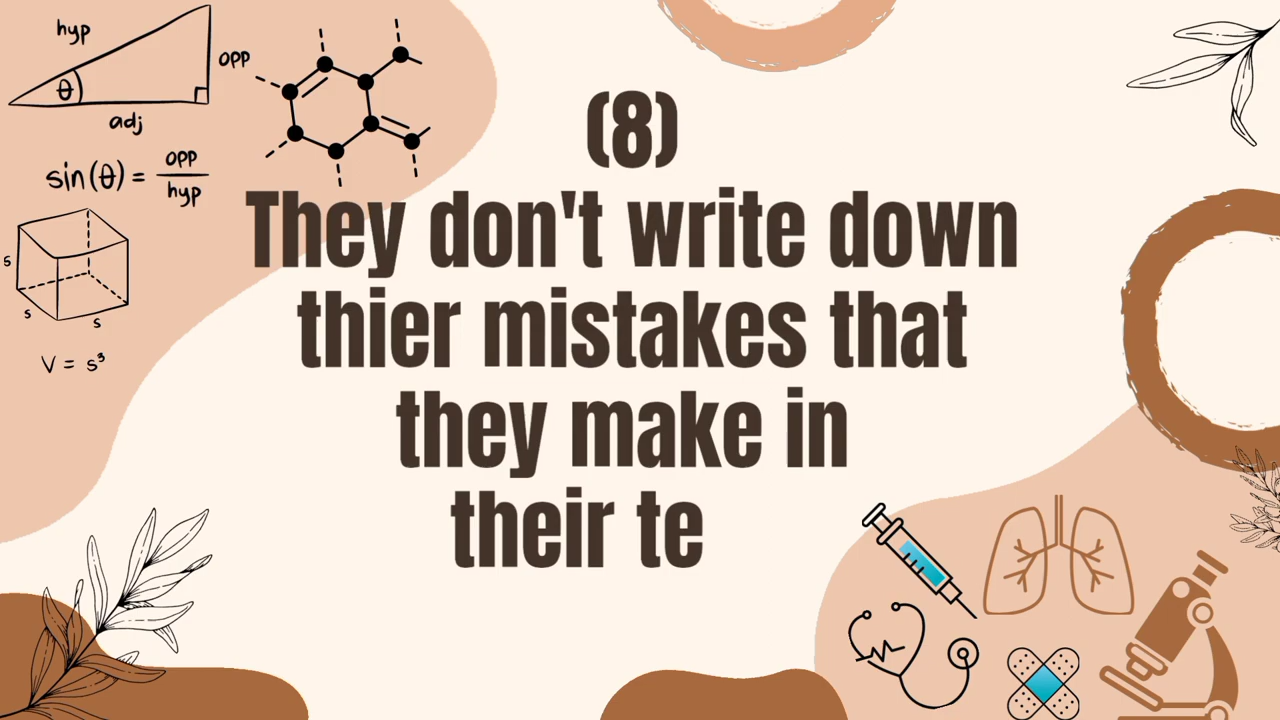 hyp
opp
θ
adj
sin(θ) = opp
hyp
s
s
s
V = s³
(8)
They don't write down
thier mistakes that
they make in
their te